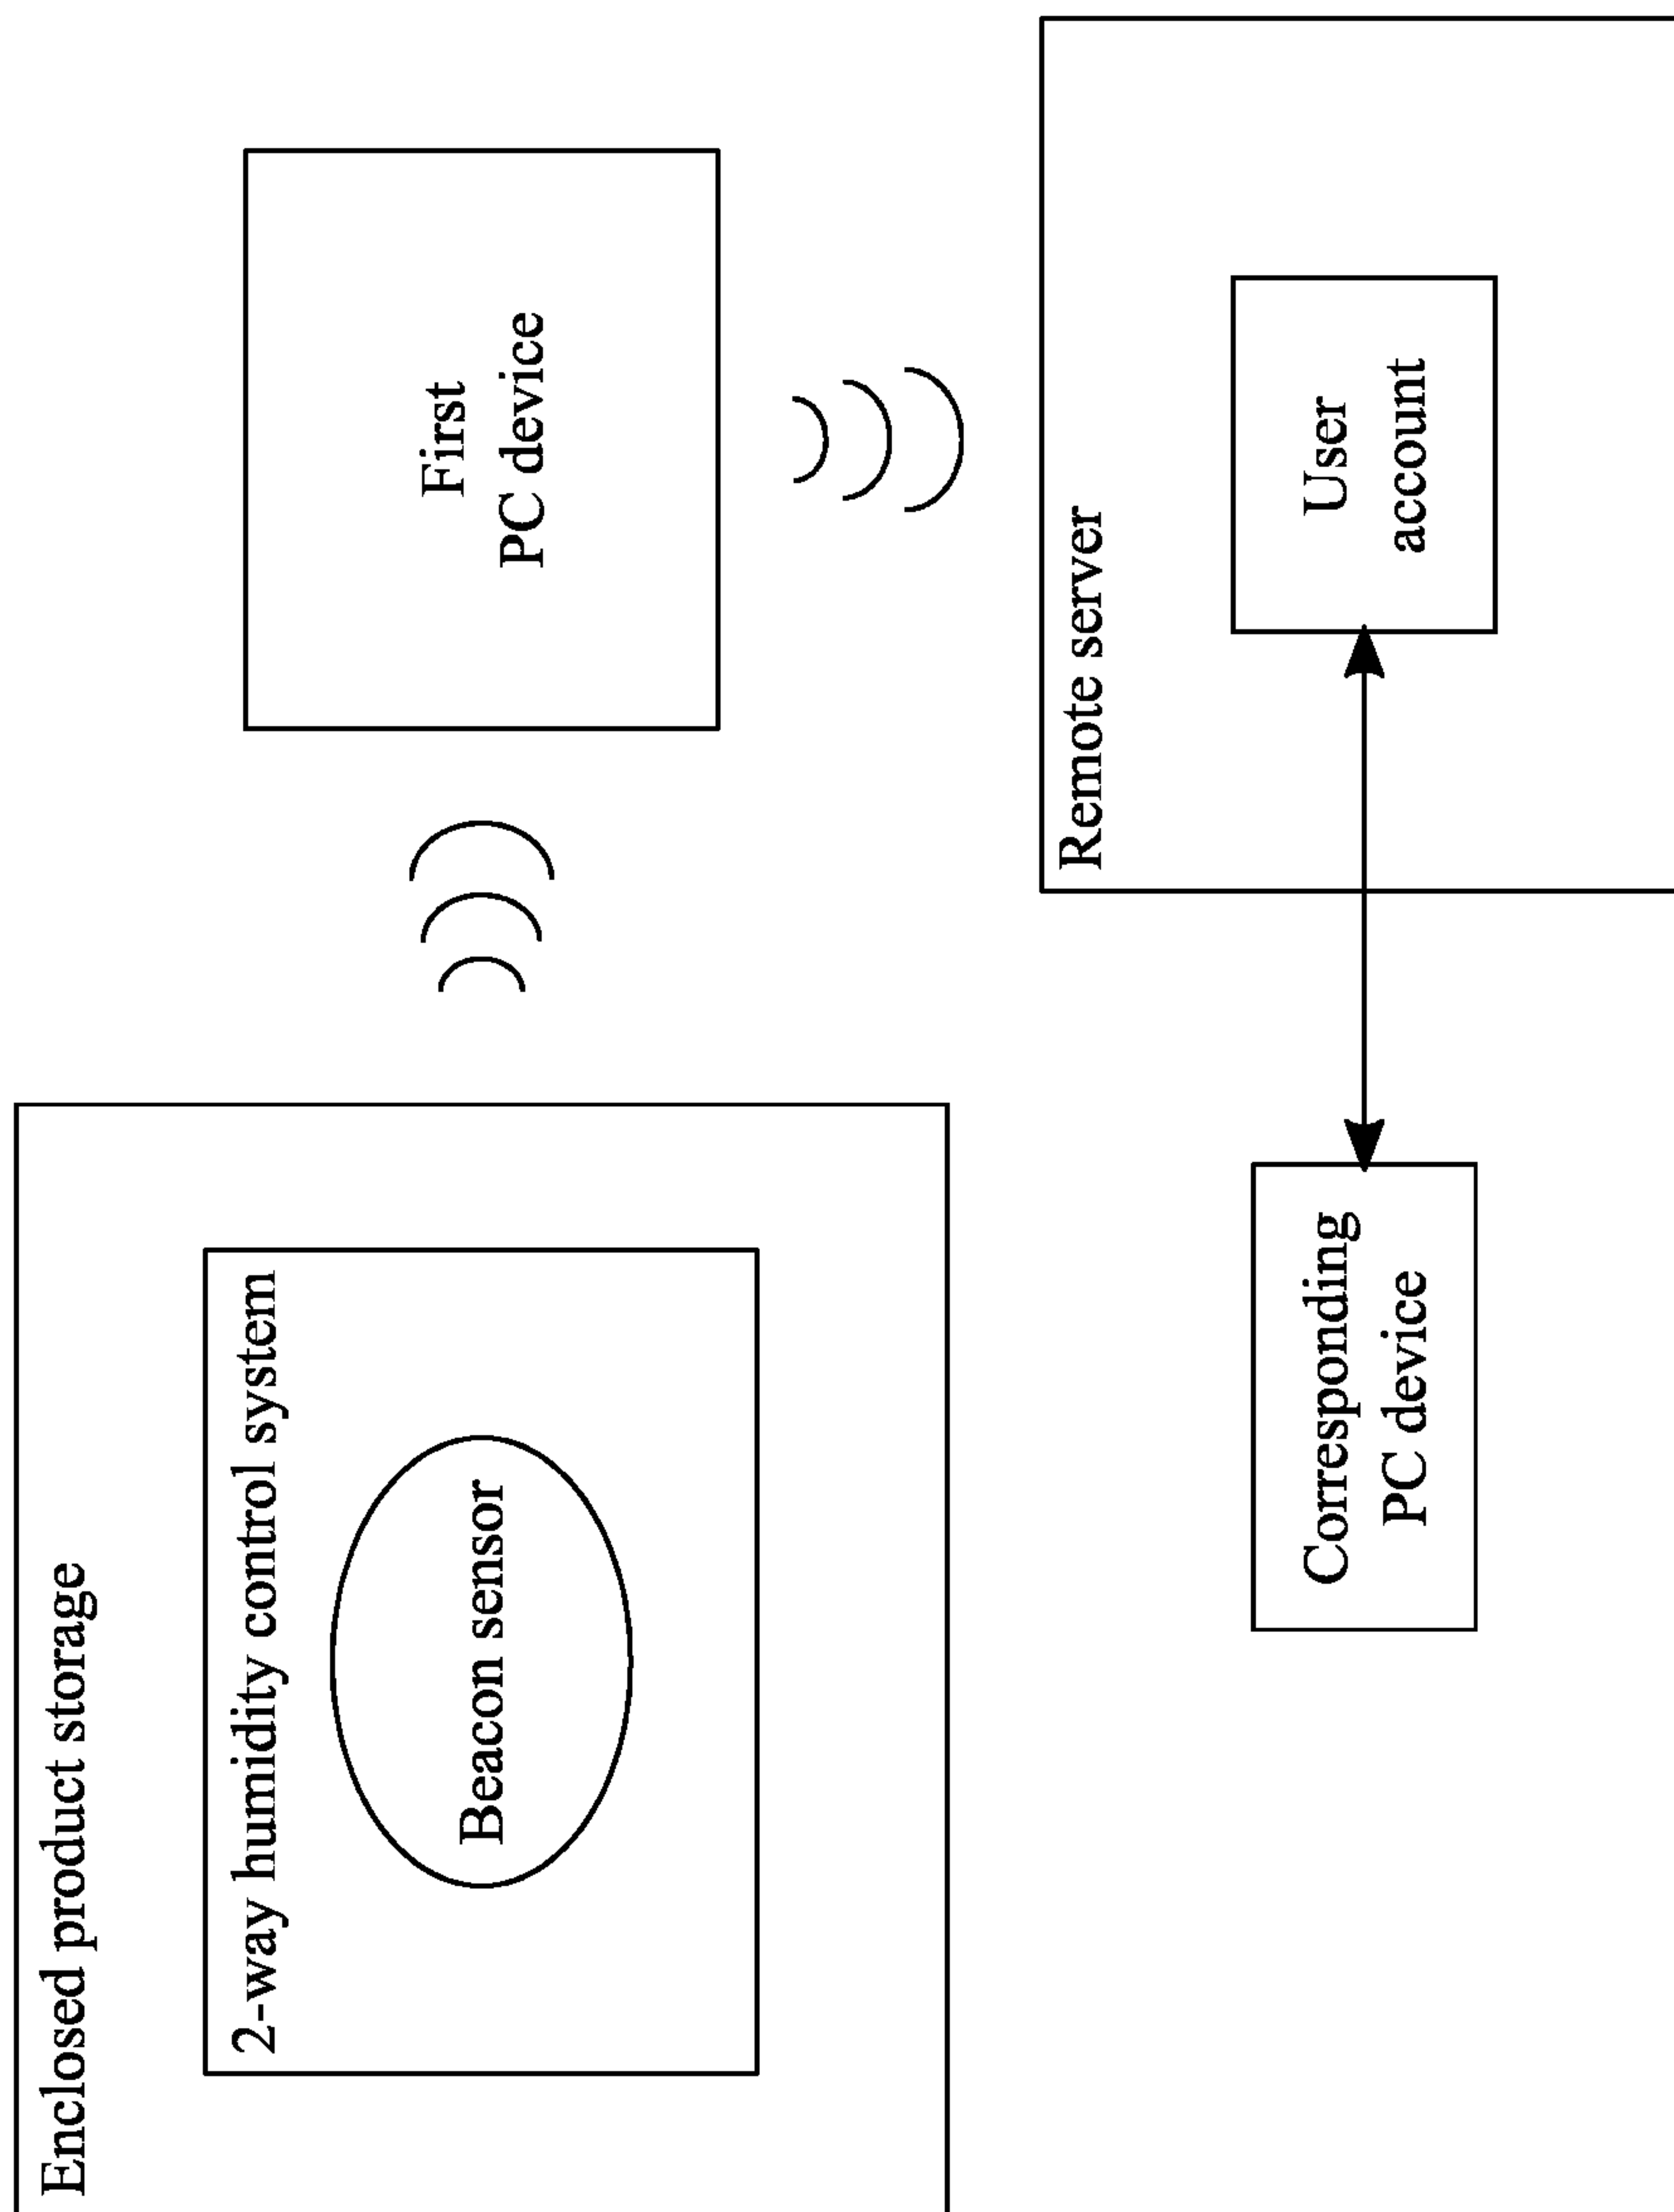 Enclosed product storage
2-way humidity control system
Beacon sensor
First
PC device
Corresponding
PC device
Remote server
User
account